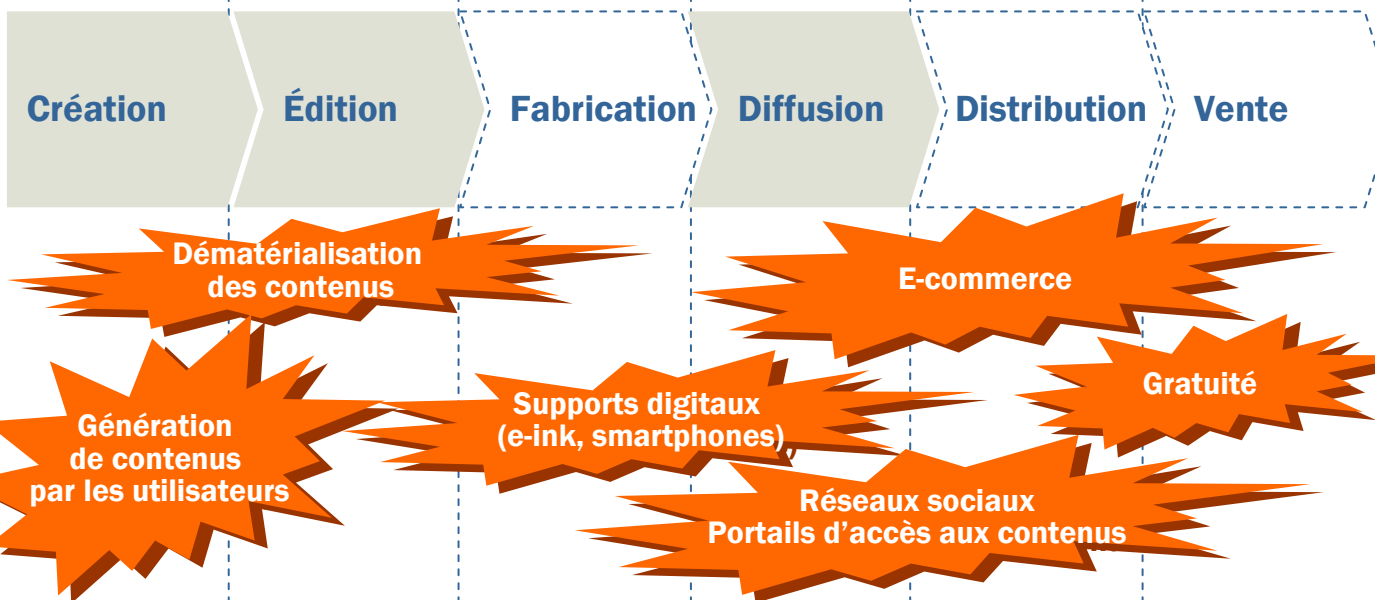 Création
Édition
Fabrication
Diffusion
Distribution
Vente
Dématérialisation
des contenus
E-commerce
Gratuité
Supports digitaux
(e-ink, smartphones)
Génération
de contenus
par les utilisateurs
Réseaux sociaux
Portails d’accès aux contenus